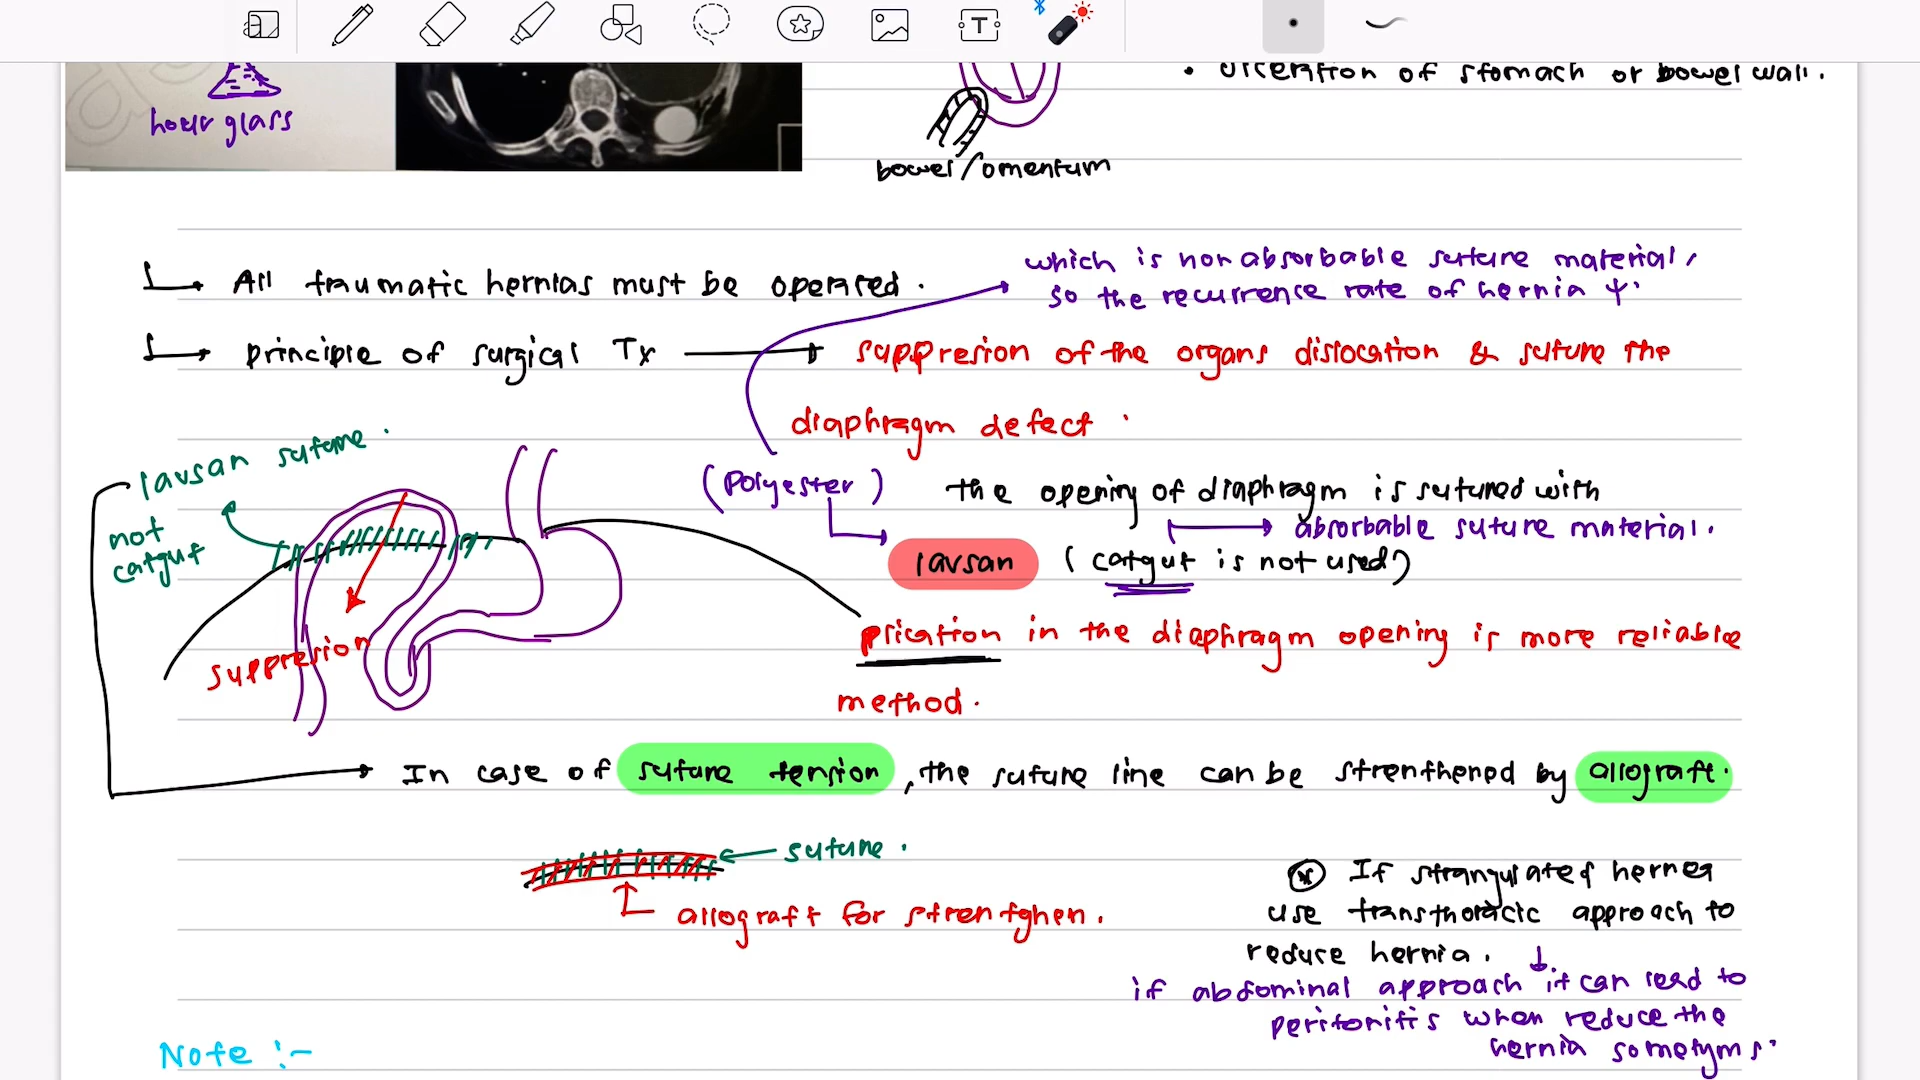 • Ulceration of stomach or bowel wall.
hour glass
bowel/omentum
which is non absorbable suture material,
so the recurrence rate of hernia ↓.
→ All traumatic hernias must be operated.
→ principle of surgical Tx → suppresion of the organs dislocation & suture the
diaphragm defect.
lavsan suture.
not
catgut
(polyester) the opening of diaphragm is sutured with
→ absorbable suture material.
lavsan (catgut is not used)
suppresion
plication in the diaphragm opening is more reliable
method.
→ In case of suture tension, the suture line can be strenthened by allograft.
← suture.
allograft for strentghen.
* If strangulated hernea
use transthoracic approach to
reduce hernia. ↓
if abdominal approach it can lead to
peritonitis when reduce the
hernia sometyms.
Note :-
T